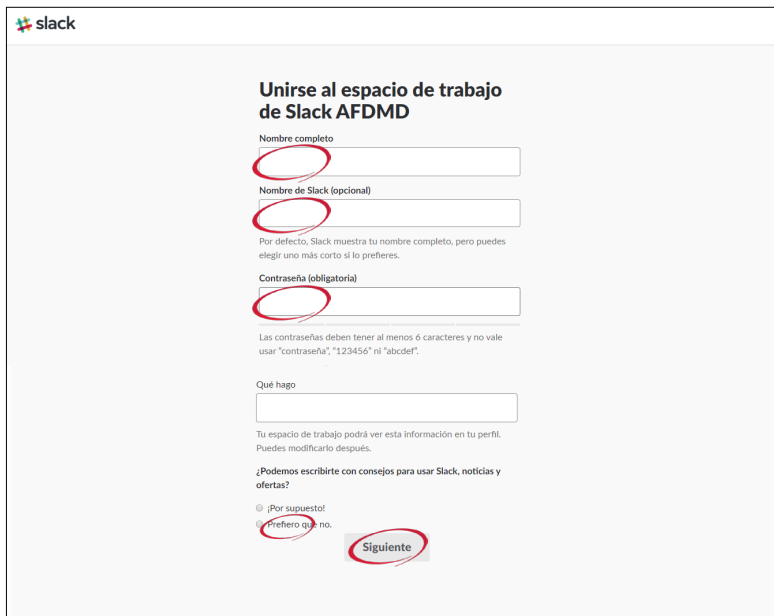 slack
Unirse al espacio de trabajo
de Slack AFDMD
Nombre completo
Nombre de Slack (opcional)
Por defecto, Slack muestra tu nombre completo, pero puedes
elegir uno más corto si lo prefieres.
Contraseña (obligatoria)
Las contraseñas deben tener al menos 6 caracteres y no vale
usar “contraseña”, “123456” ni “abcdef”.
Qué hago
Tu espacio de trabajo podrá ver esta información en tu perfil.
Puedes modificarlo después.
¿Podemos escribirte con consejos para usar Slack, noticias y
ofertas?
¡Por supuesto!
Prefiero que no.
Siguiente